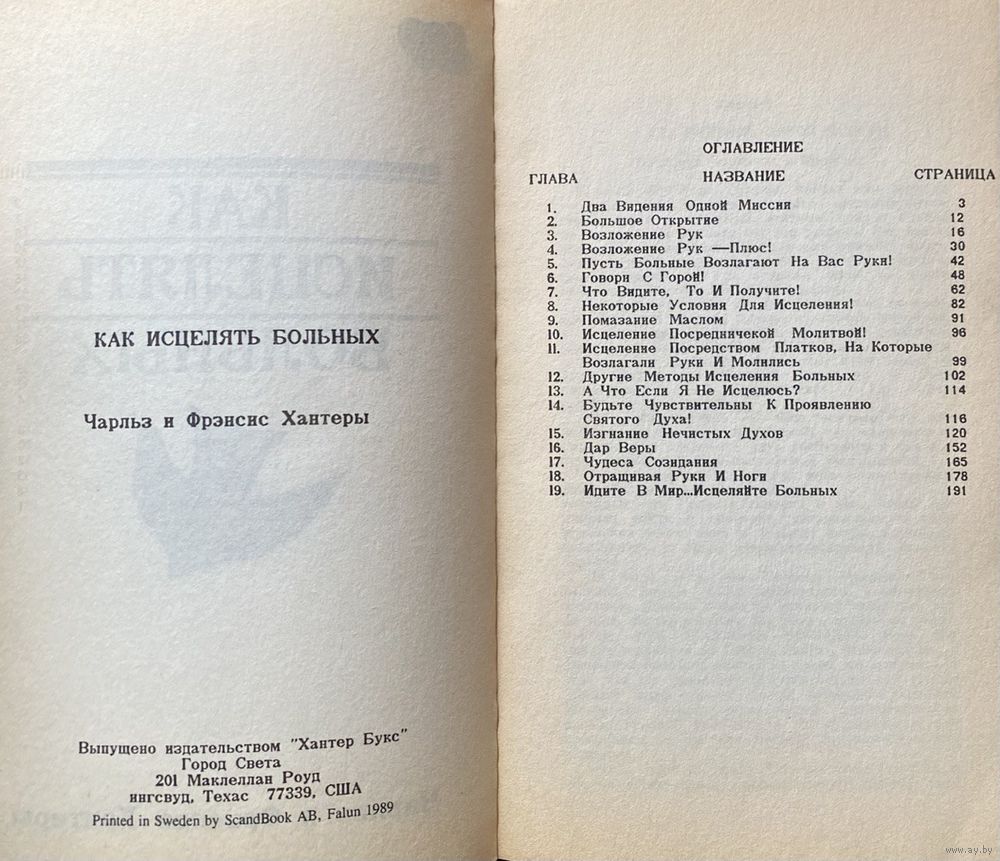 КАК ИСЦЕЛЯТЬ БОЛЬНЫХ
Чарльз и Фрэнсис Хантеры
Выпущено издательством "Хантер Букс"
Город Света
201 Маклеллан Роуд
ингсвуд, Техас 77339, США
Printed in Sweden by ScandBook AB, Falun 1989
ОГЛАВЛЕНИЕ
ГЛАВА НАЗВАНИЕ СТРАНИЦА
1. Два Видения Одной Миссии 3
2. Большое Открытие 12
3. Возложение Рук 16
4. Возложение Рук —Плюс! 30
5. Пусть Больные Возлагают На Вас Руки! 42
6. Говори С Горой! 48
7. Что Видите, То И Получите! 62
8. Некоторые Условия Для Исцеления! 82
9. Помазание Маслом 91
10. Исцеление Посредничекой Молитвой! 96
11. Исцеление Посредством Платков, На Которые
Возлагали Руки И Молились 99
12. Другие Методы Исцеления Больных 102
13. А Что Если Я Не Исцелюсь? 114
14. Будьте Чувствительны К Проявлению
Святого Духа! 116
15. Изгнание Нечистых Духов 120
16. Дар Веры 152
17. Чудеса Созидания 165
18. Отращивая Руки И Ноги 178
19. Идите В Мир...Исцеляйте Больных 191
www.ay.by